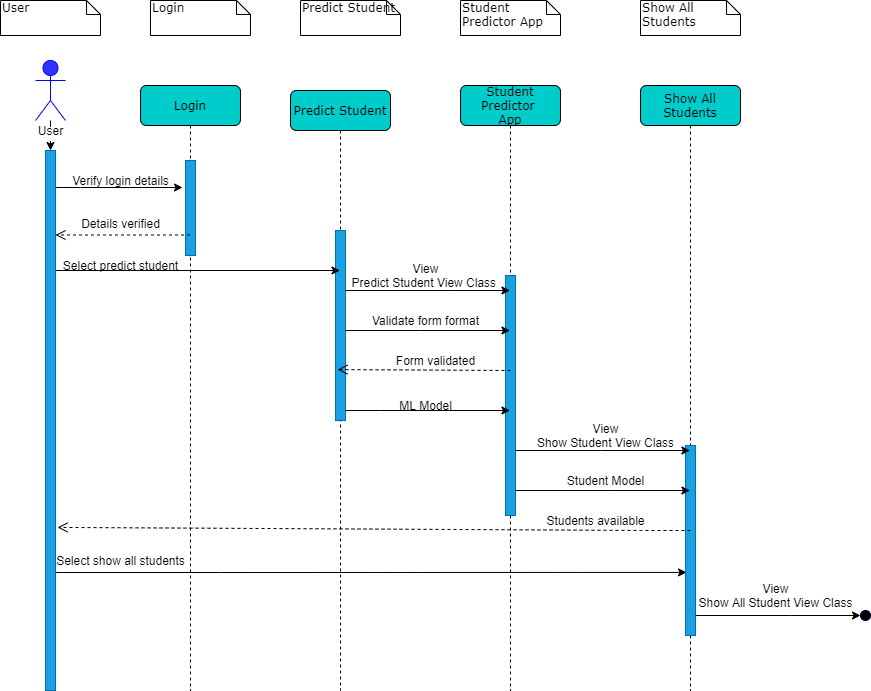 User
Login
Predict Student
Student
Predictor App
Show All
Students
User
Login
Predict Student
Student
Predictor
App
Show All
Students
Verify login details
Details verified
Select predict student
View
Predict Student View Class
Validate form format
Form validated
ML Model
View
Show Student View Class
Student Model
Students available
Select show all students
View
Show All Student View Class